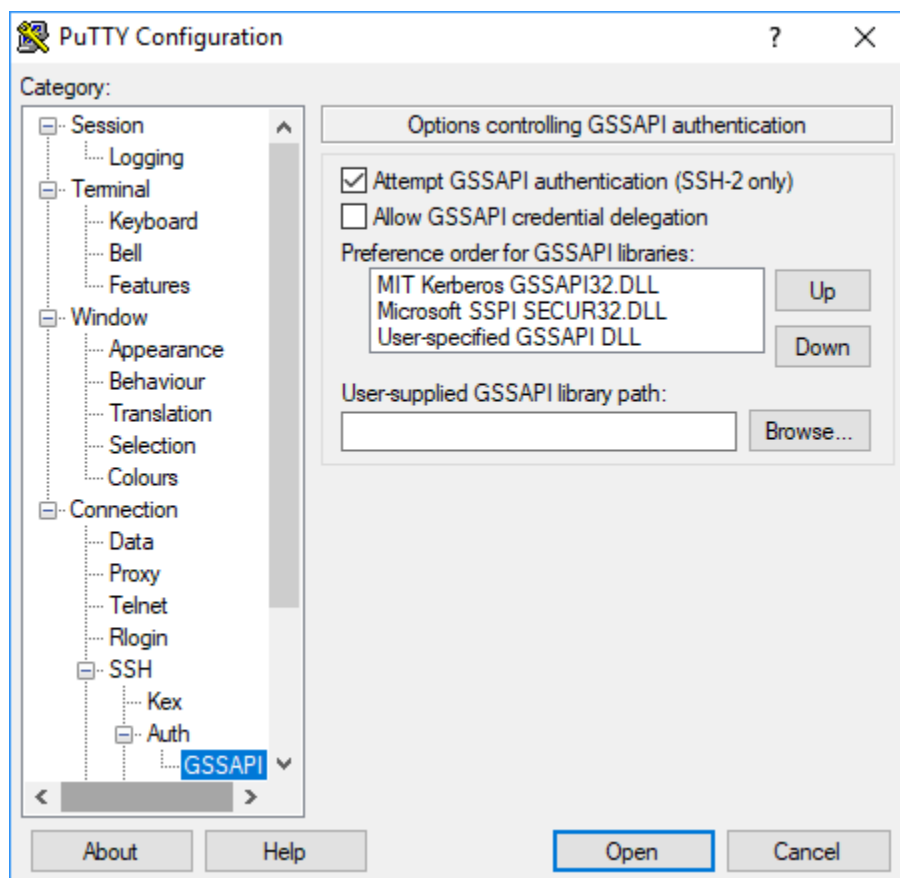 PuTTY Configuration
?
Category:
Session
Logging
Terminal
Keyboard
Bell
Features
Window
Appearance
Behaviour
Translation
Selection
Colours
Connection
Data
Proxy
Telnet
Rlogin
SSH
Kex
Auth
GSSAPI
Options controlling GSSAPI authentication
Attempt GSSAPI authentication (SSH-2 only)
Allow GSSAPI credential delegation
Preference order for GSSAPI libraries:
MIT Kerberos GSSAPI32.DLL
Microsoft SSPI SECUR32.DLL
User-specified GSSAPI DLL
Up
Down
User-supplied GSSAPI library path:
Browse...
About
Help
Open
Cancel